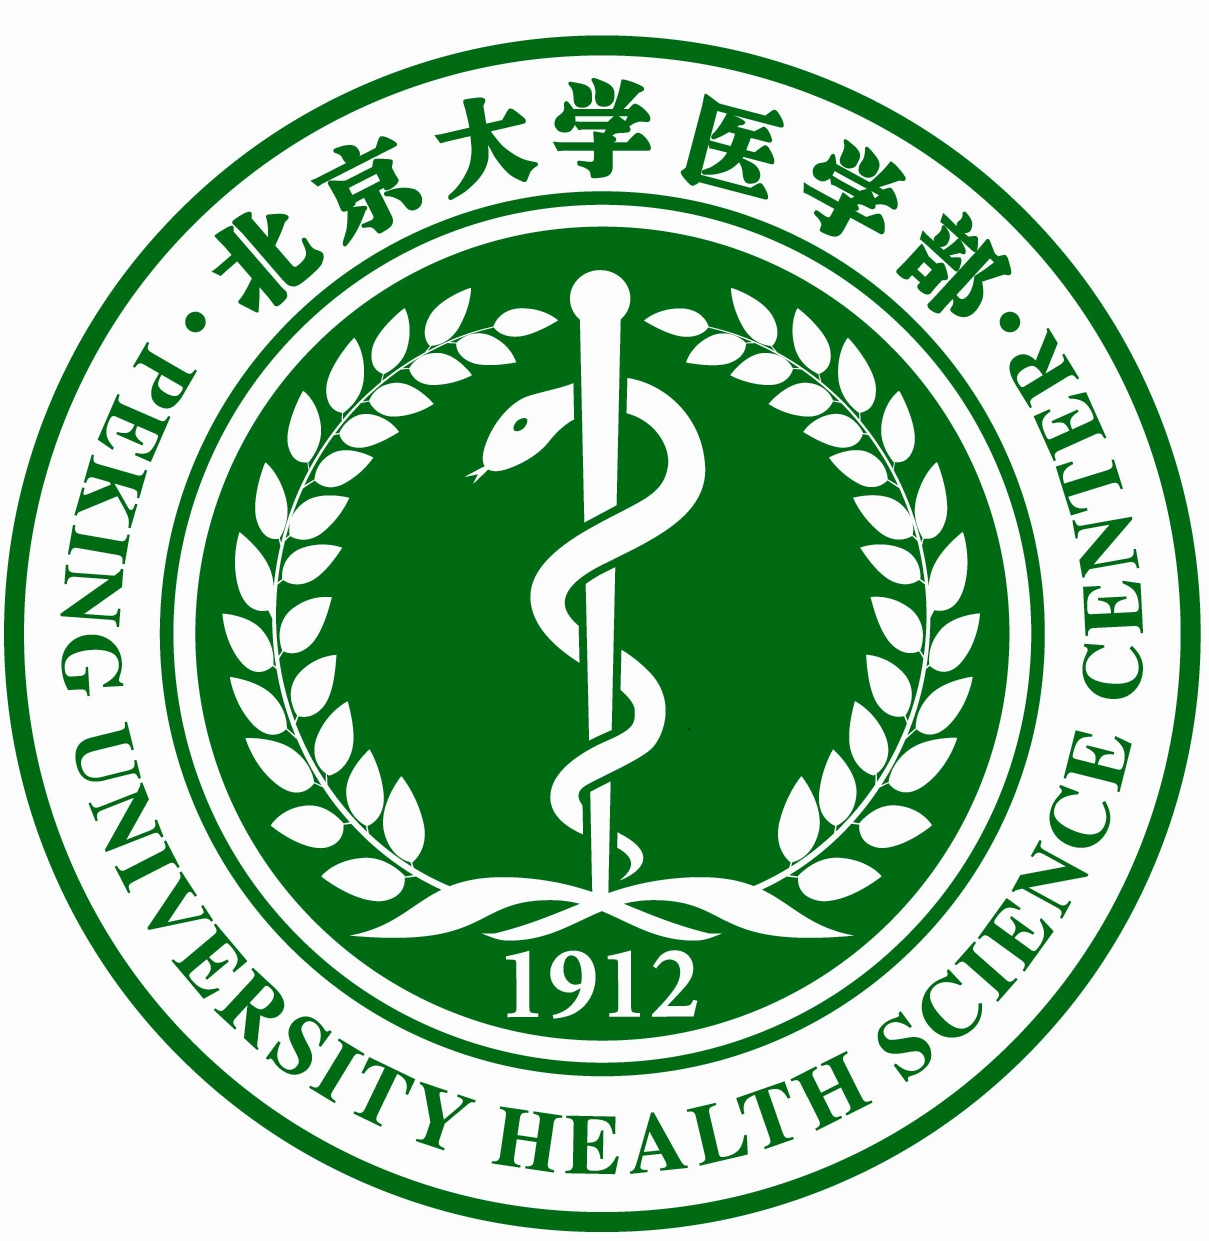 ·北京大学医学部·
PEKING UNIVERSITY HEALTH SCIENCE CENTER
1912